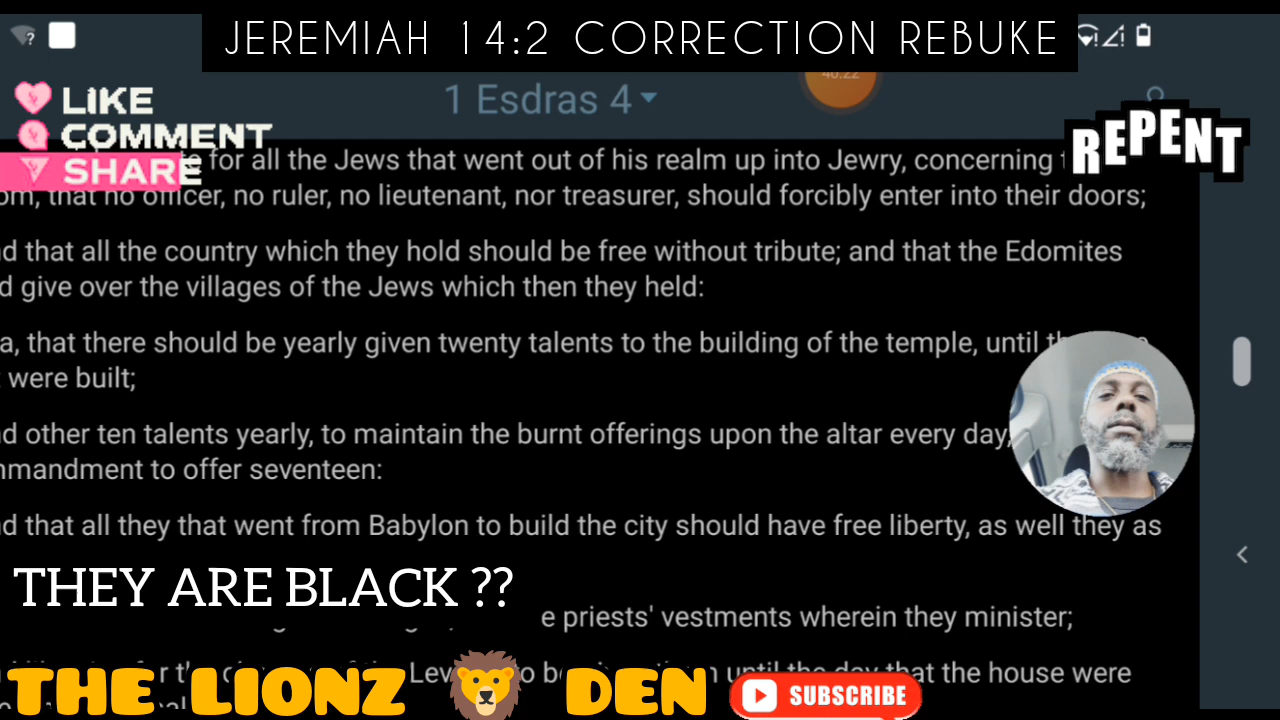 JEREMIAH 14:2 CORRECTION REBUKE
1 Esdras 4
LIKE
COMMENT
SHARE
REPENT
for all the Jews that went out of his realm up into Jewry, concerning
that no officer, no ruler, no lieutenant, nor treasurer, should forcibly enter into their doors;
that all the country which they hold should be free without tribute; and that the Edomites
give over the villages of the Jews which then they held:
that there should be yearly given twenty talents to the building of the temple, until
were built;
other ten talents yearly, to maintain the burnt offerings upon the altar every day,
to offer seventeen:
that all they that went from Babylon to build the city should have free liberty, as well they as
THEY ARE BLACK ??
priests' vestments wherein they minister;
until the day that the house were
THE LIONZ DEN
SUBSCRIBE